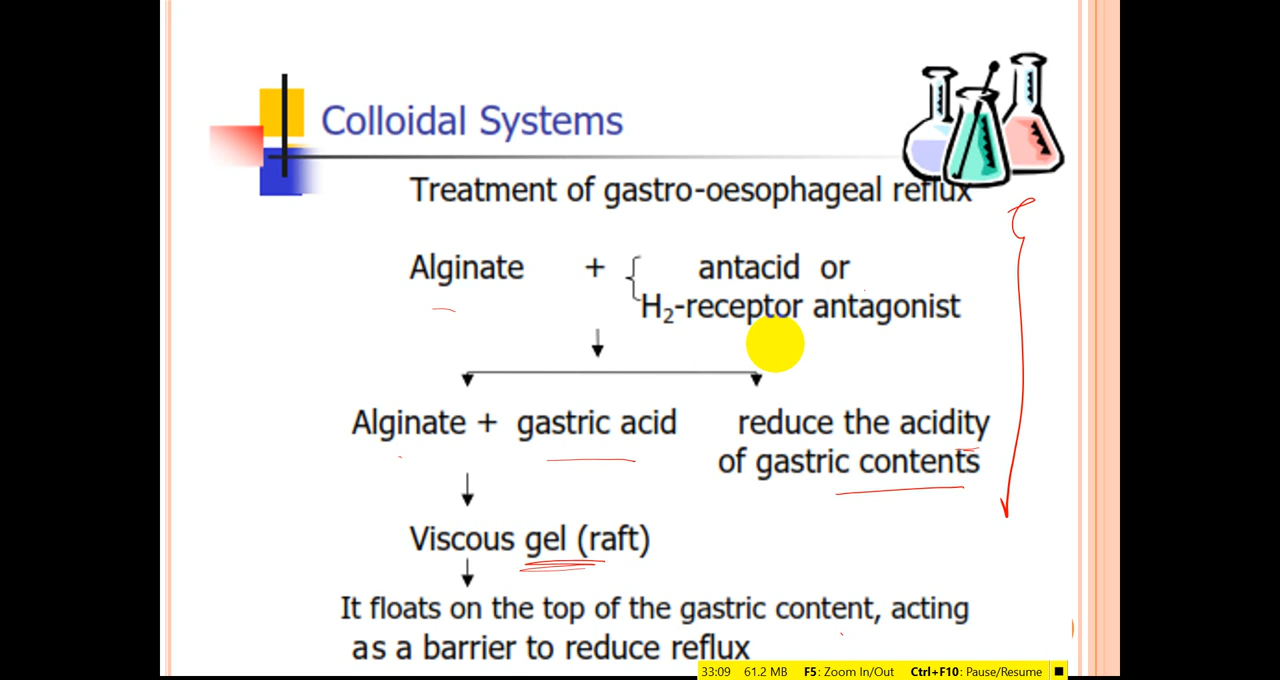 Colloidal Systems
Treatment of gastro-oesophageal reflux
Alginate + { antacid or
H₂-receptor antagonist
Alginate + gastric acid reduce the acidity
of gastric contents
Viscous gel (raft)
It floats on the top of the gastric content, acting
as a barrier to reduce reflux
33:09 61.2 MB F5: Zoom In/Out Ctrl+F10: Pause/Resume